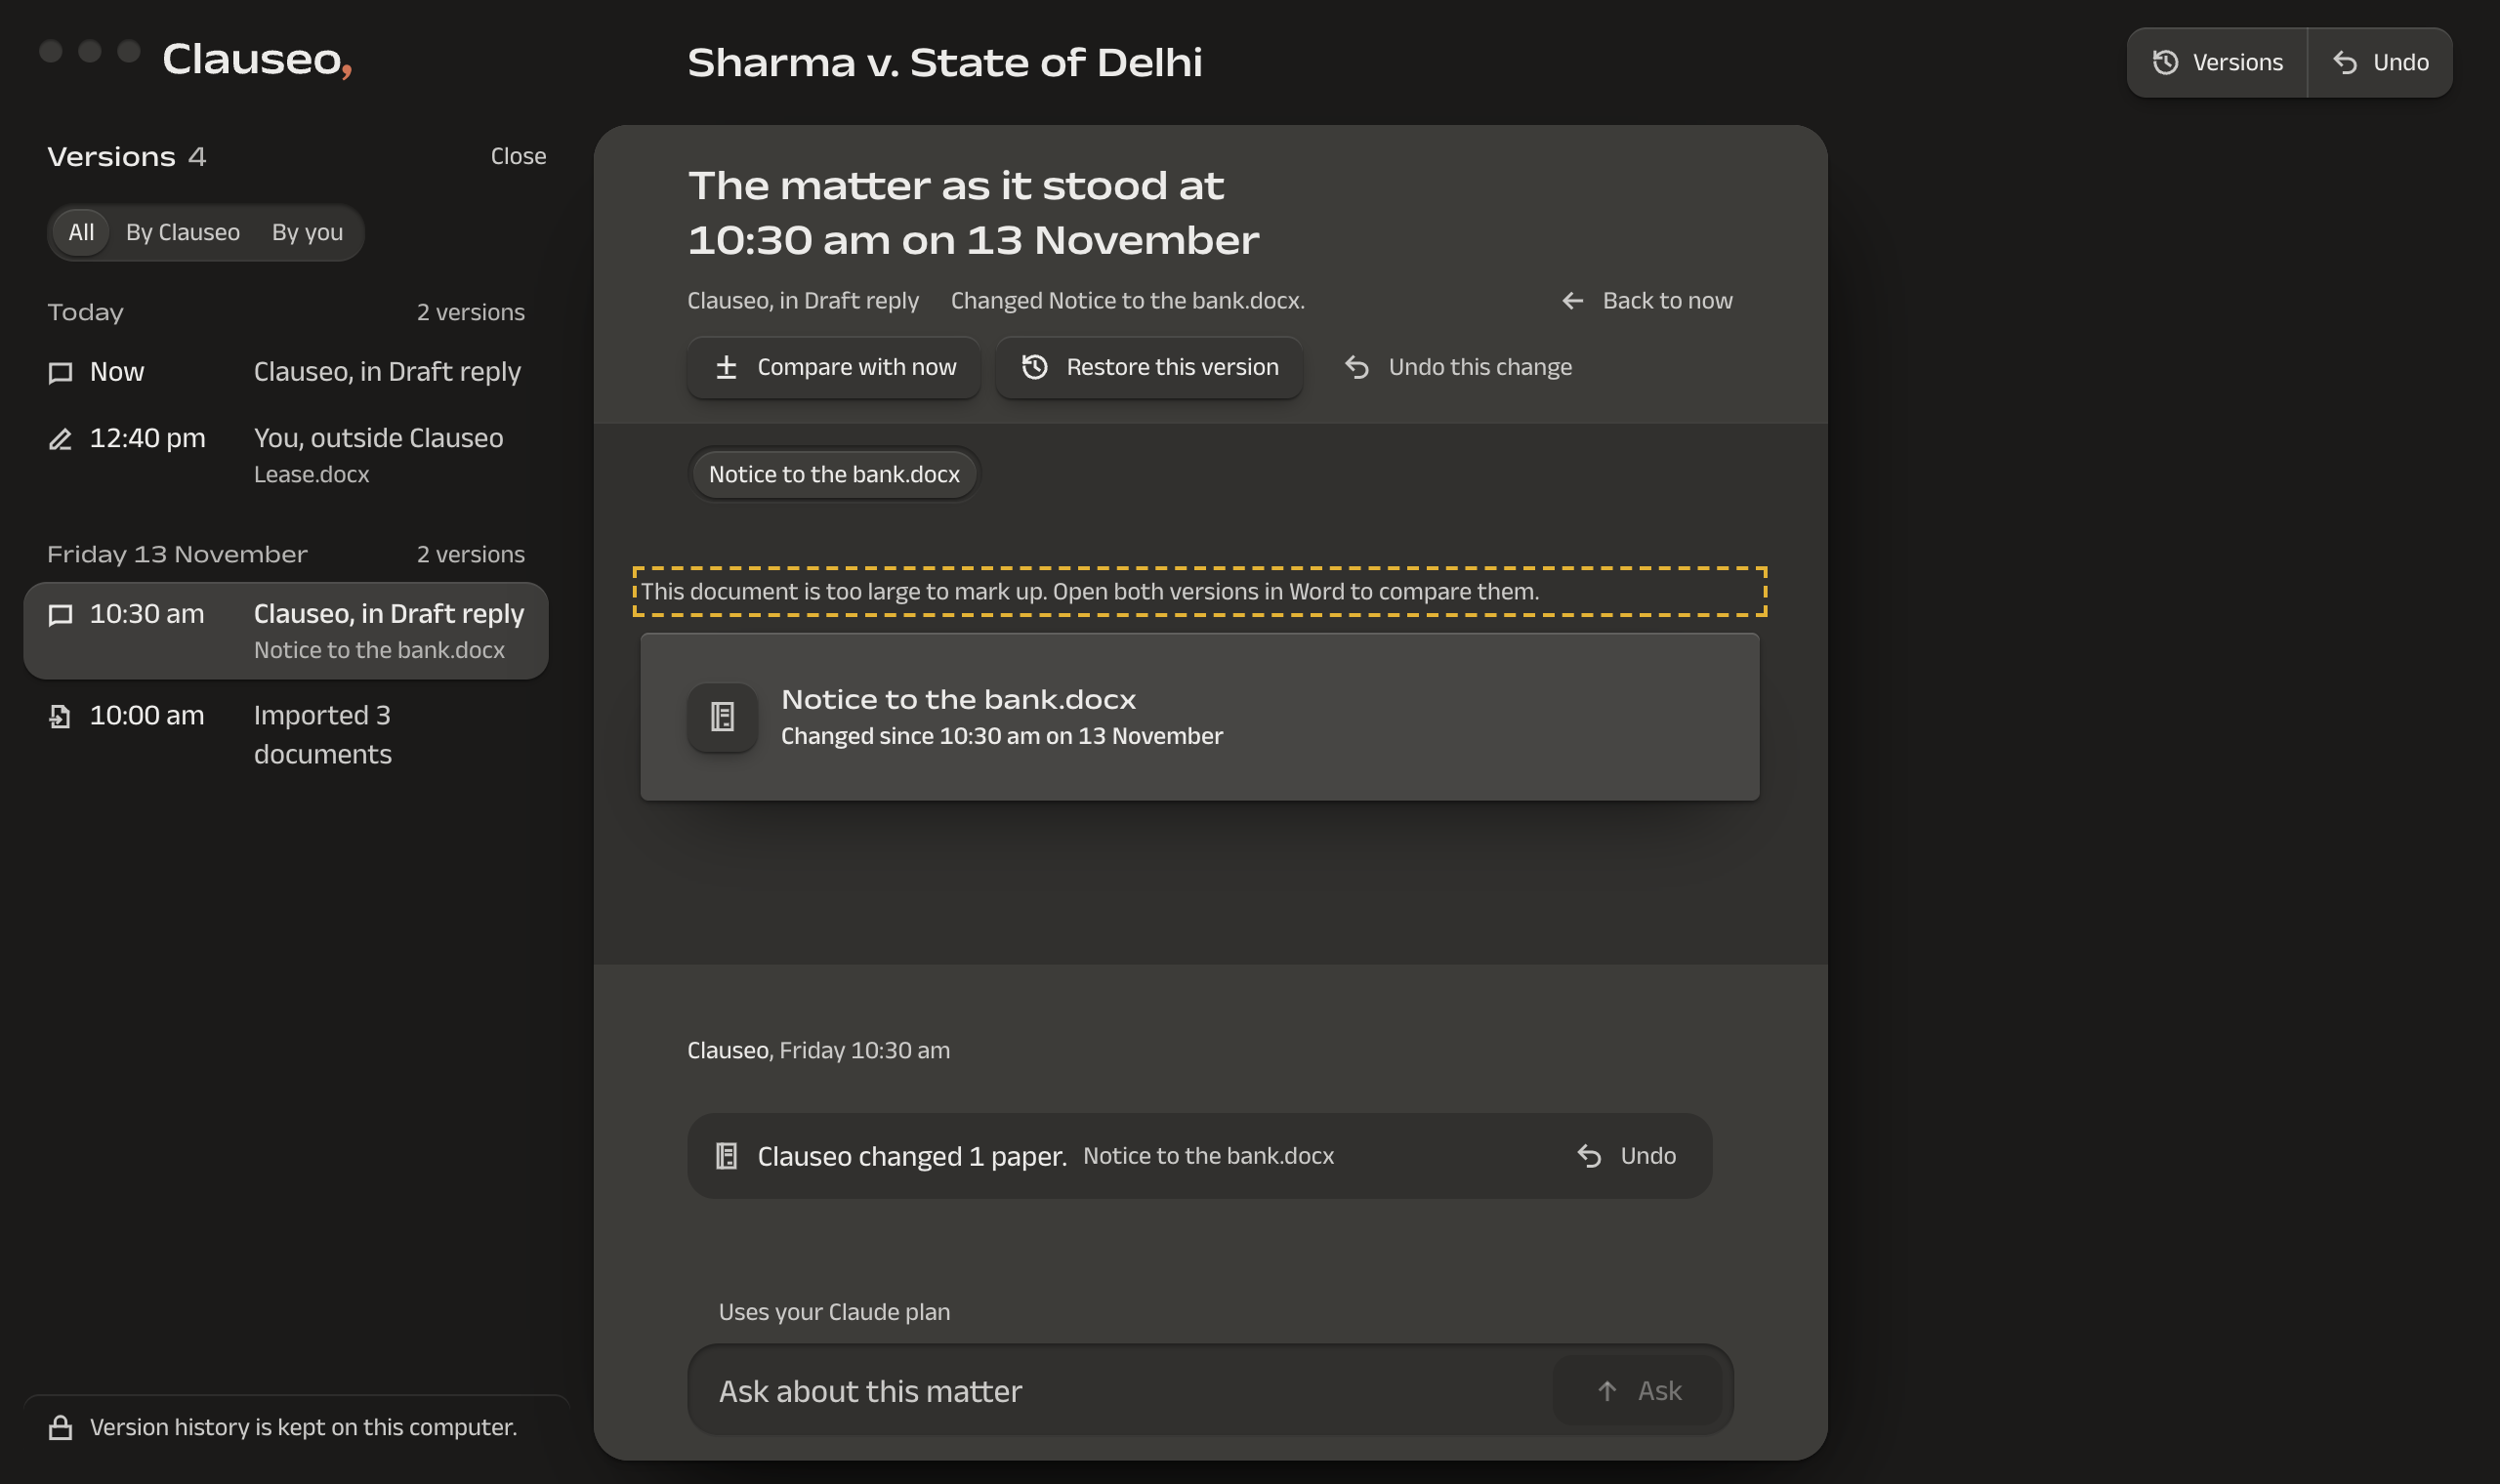 Clauseo,
Sharma v. State of Delhi
Versions
Undo
Versions 4
Close
All
By Clauseo
By you
Today
2 versions
Now
Clauseo, in Draft reply
12:40 pm
You, outside Clauseo
Lease.docx
Friday 13 November
2 versions
10:30 am
Clauseo, in Draft reply
Notice to the bank.docx
10:00 am
Imported 3
documents
Version history is kept on this computer.
The matter as it stood at
10:30 am on 13 November
Clauseo, in Draft reply
Changed Notice to the bank.docx.
Back to now
Compare with now
Restore this version
Undo this change
Notice to the bank.docx
This document is too large to mark up. Open both versions in Word to compare them.
Notice to the bank.docx
Changed since 10:30 am on 13 November
Clauseo, Friday 10:30 am
Clauseo changed 1 paper. Notice to the bank.docx
Undo
Uses your Claude plan
Ask about this matter
Ask